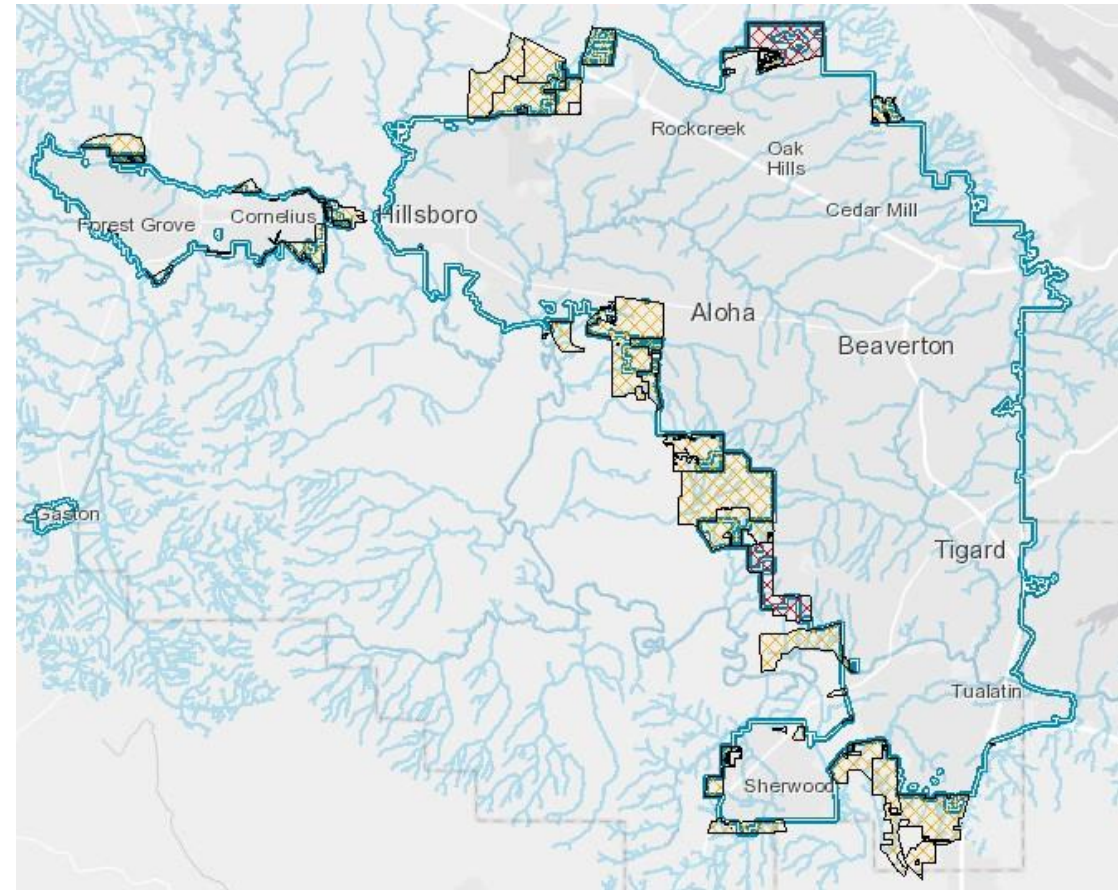 Rockcreek
Oak
Hills
Cedar Mill
Forest Grove
Cornelius
Hillsboro
Aloha
Beaverton
Gaston
Tigard
Tualatin
Sherwood